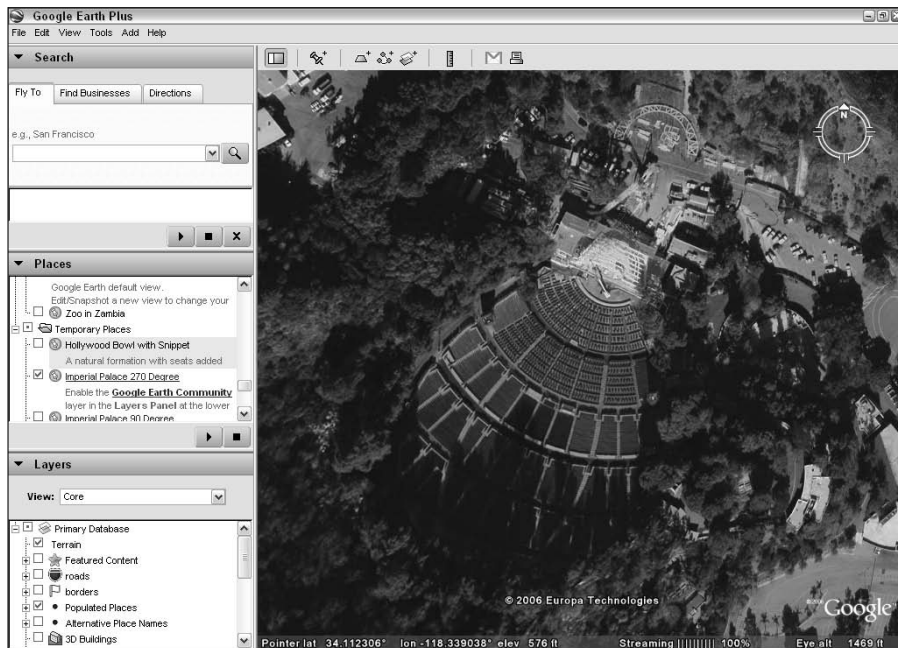 Google Earth Plus
File Edit View Tools Add Help
Search
Fly To Find Businesses Directions
e.g., San Francisco
Places
Google Earth default view.
Edit/Snapshot a new view to change your
Zoo in Zambia
Temporary Places
Hollywood Bowl with Snippet
A natural formation with seats added
Imperial Palace 270 Degree
Enable the Google Earth Community
layer in the Layers Panel at the lower
Imperial Palace 90 Degree
Layers
View: Core
Primary Database
Terrain
Featured Content
roads
borders
Populated Places
Alternative Place Names
3D Buildings
N
© 2006 Europa Technologies
©2006 Google
Pointer lat 34.112306° lon -118.339038° elev 576 ft Streaming |||||||||| 100% Eye alt 1469 ft